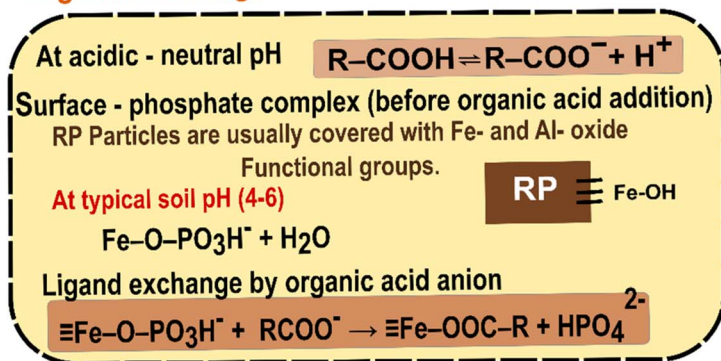 At acidic - neutral pH
R–COOH⇌R–COO⁻ + H⁺
Surface - phosphate complex (before organic acid addition)
RP Particles are usually covered with Fe- and Al- oxide
Functional groups.
At typical soil pH (4-6)
RP
Fe-OH
Fe–O–PO₃H⁻ + H₂O
Ligand exchange by organic acid anion
≡Fe–O–PO₃H⁻ + RCOO⁻ → ≡Fe–OOC–R + HPO₄²⁻